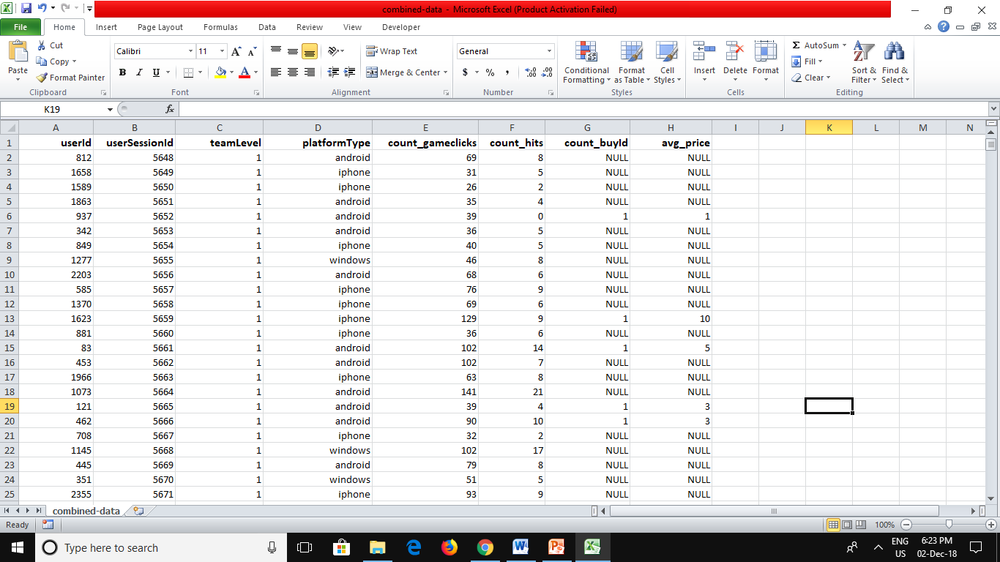 combined-data - Microsoft Excel (Product Activation Failed)
File Home Insert Page Layout Formulas Data Review View Developer
Paste Cut Copy Format Painter Clipboard
Calibri 11 B I U Font
Wrap Text Merge & Center Alignment
General $ % , Number
Conditional Formatting Format as Table Cell Styles Styles
Insert Delete Format Cells
Σ AutoSum Fill Clear Sort & Filter Find & Select Editing
K19 fx
A B C D E F G H I J K L M N
1 userId userSessionId teamLevel platformType count_gameclicks count_hits count_buyId avg_price
2 812 5648 1 android 69 8 NULL NULL
3 1658 5649 1 iphone 31 5 NULL NULL
4 1589 5650 1 iphone 26 2 NULL NULL
5 1863 5651 1 android 35 4 NULL NULL
6 937 5652 1 android 39 0 1 1
7 342 5653 1 android 36 5 NULL NULL
8 849 5654 1 iphone 40 5 NULL NULL
9 1277 5655 1 windows 46 8 NULL NULL
10 2203 5656 1 android 68 6 NULL NULL
11 585 5657 1 iphone 76 9 NULL NULL
12 1370 5658 1 iphone 69 6 NULL NULL
13 1623 5659 1 iphone 129 9 1 10
14 881 5660 1 iphone 36 6 NULL NULL
15 83 5661 1 android 102 14 1 5
16 453 5662 1 android 102 7 NULL NULL
17 1966 5663 1 iphone 63 8 NULL NULL
18 1073 5664 1 android 141 21 NULL NULL
19 121 5665 1 android 39 4 1 3
20 462 5666 1 android 90 10 1 3
21 708 5667 1 iphone 32 2 NULL NULL
22 1145 5668 1 windows 102 17 NULL NULL
23 445 5669 1 android 79 8 NULL NULL
24 351 5670 1 windows 51 5 NULL NULL
25 2355 5671 1 iphone 93 9 NULL NULL
combined-data
Ready 100%
Type here to search ENG US 6:23 PM 02-Dec-18